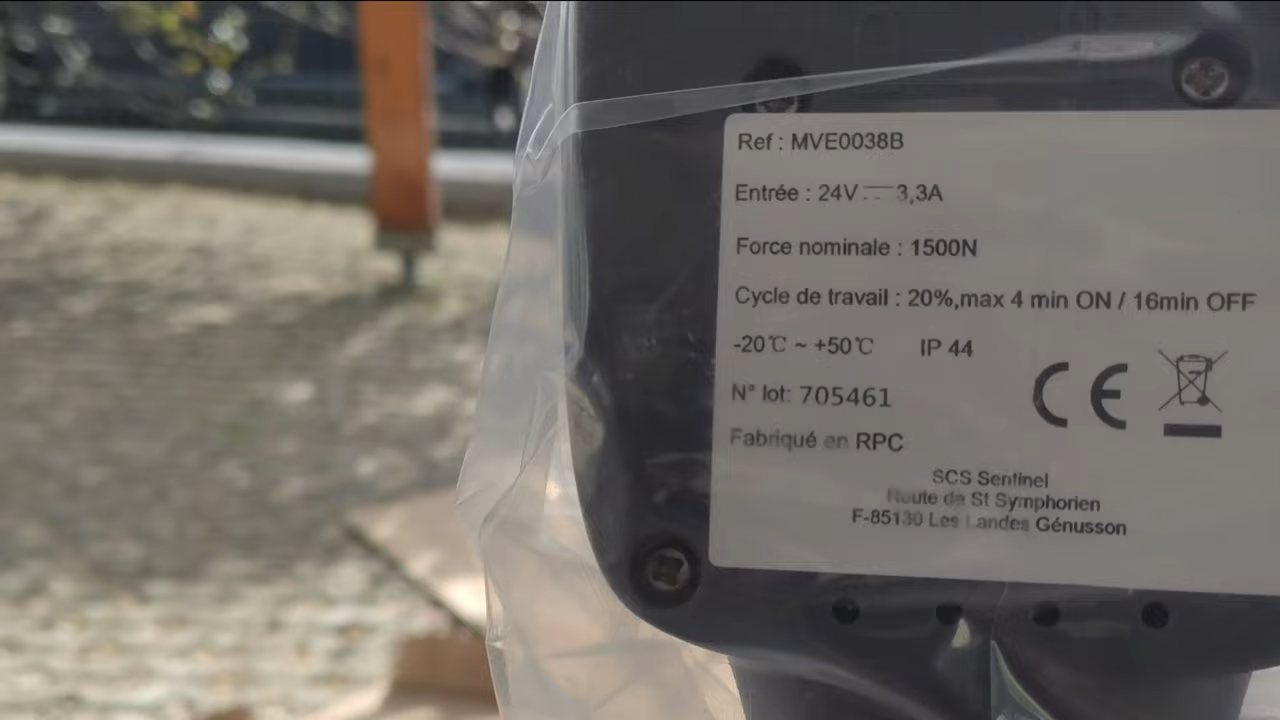 Ref : MVE0038B
Entrée : 24V ⎓ 3,3A
Force nominale : 1500N
Cycle de travail : 20%,max 4 min ON / 16min OFF
-20℃ ~ +50℃ IP 44
N° lot: 705461
CE
Fabriqué en RPC
SCS Sentinel
Route de St Symphorien
F-85130 Les Landes Génusson